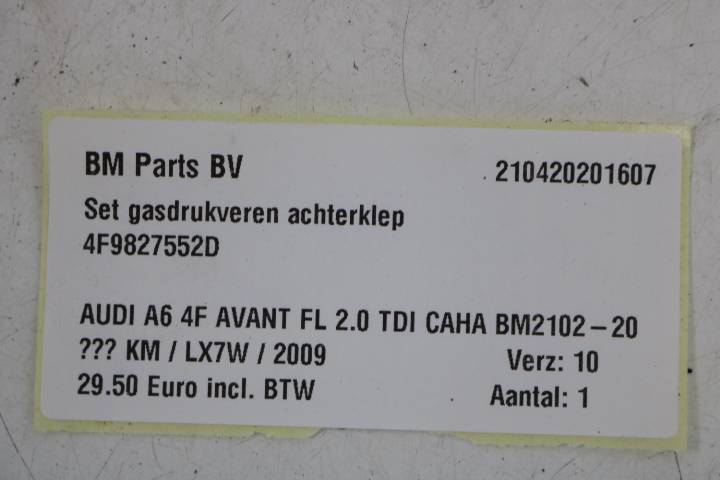 BM Parts BV 210420201607
Set gasdrukveren achterklep
4F9827552D
AUDI A6 4F AVANT FL 2.0 TDI CAHA BM2102-20
??? KM / LX7W / 2009 Verz: 10
29.50 Euro incl. BTW Aantal: 1